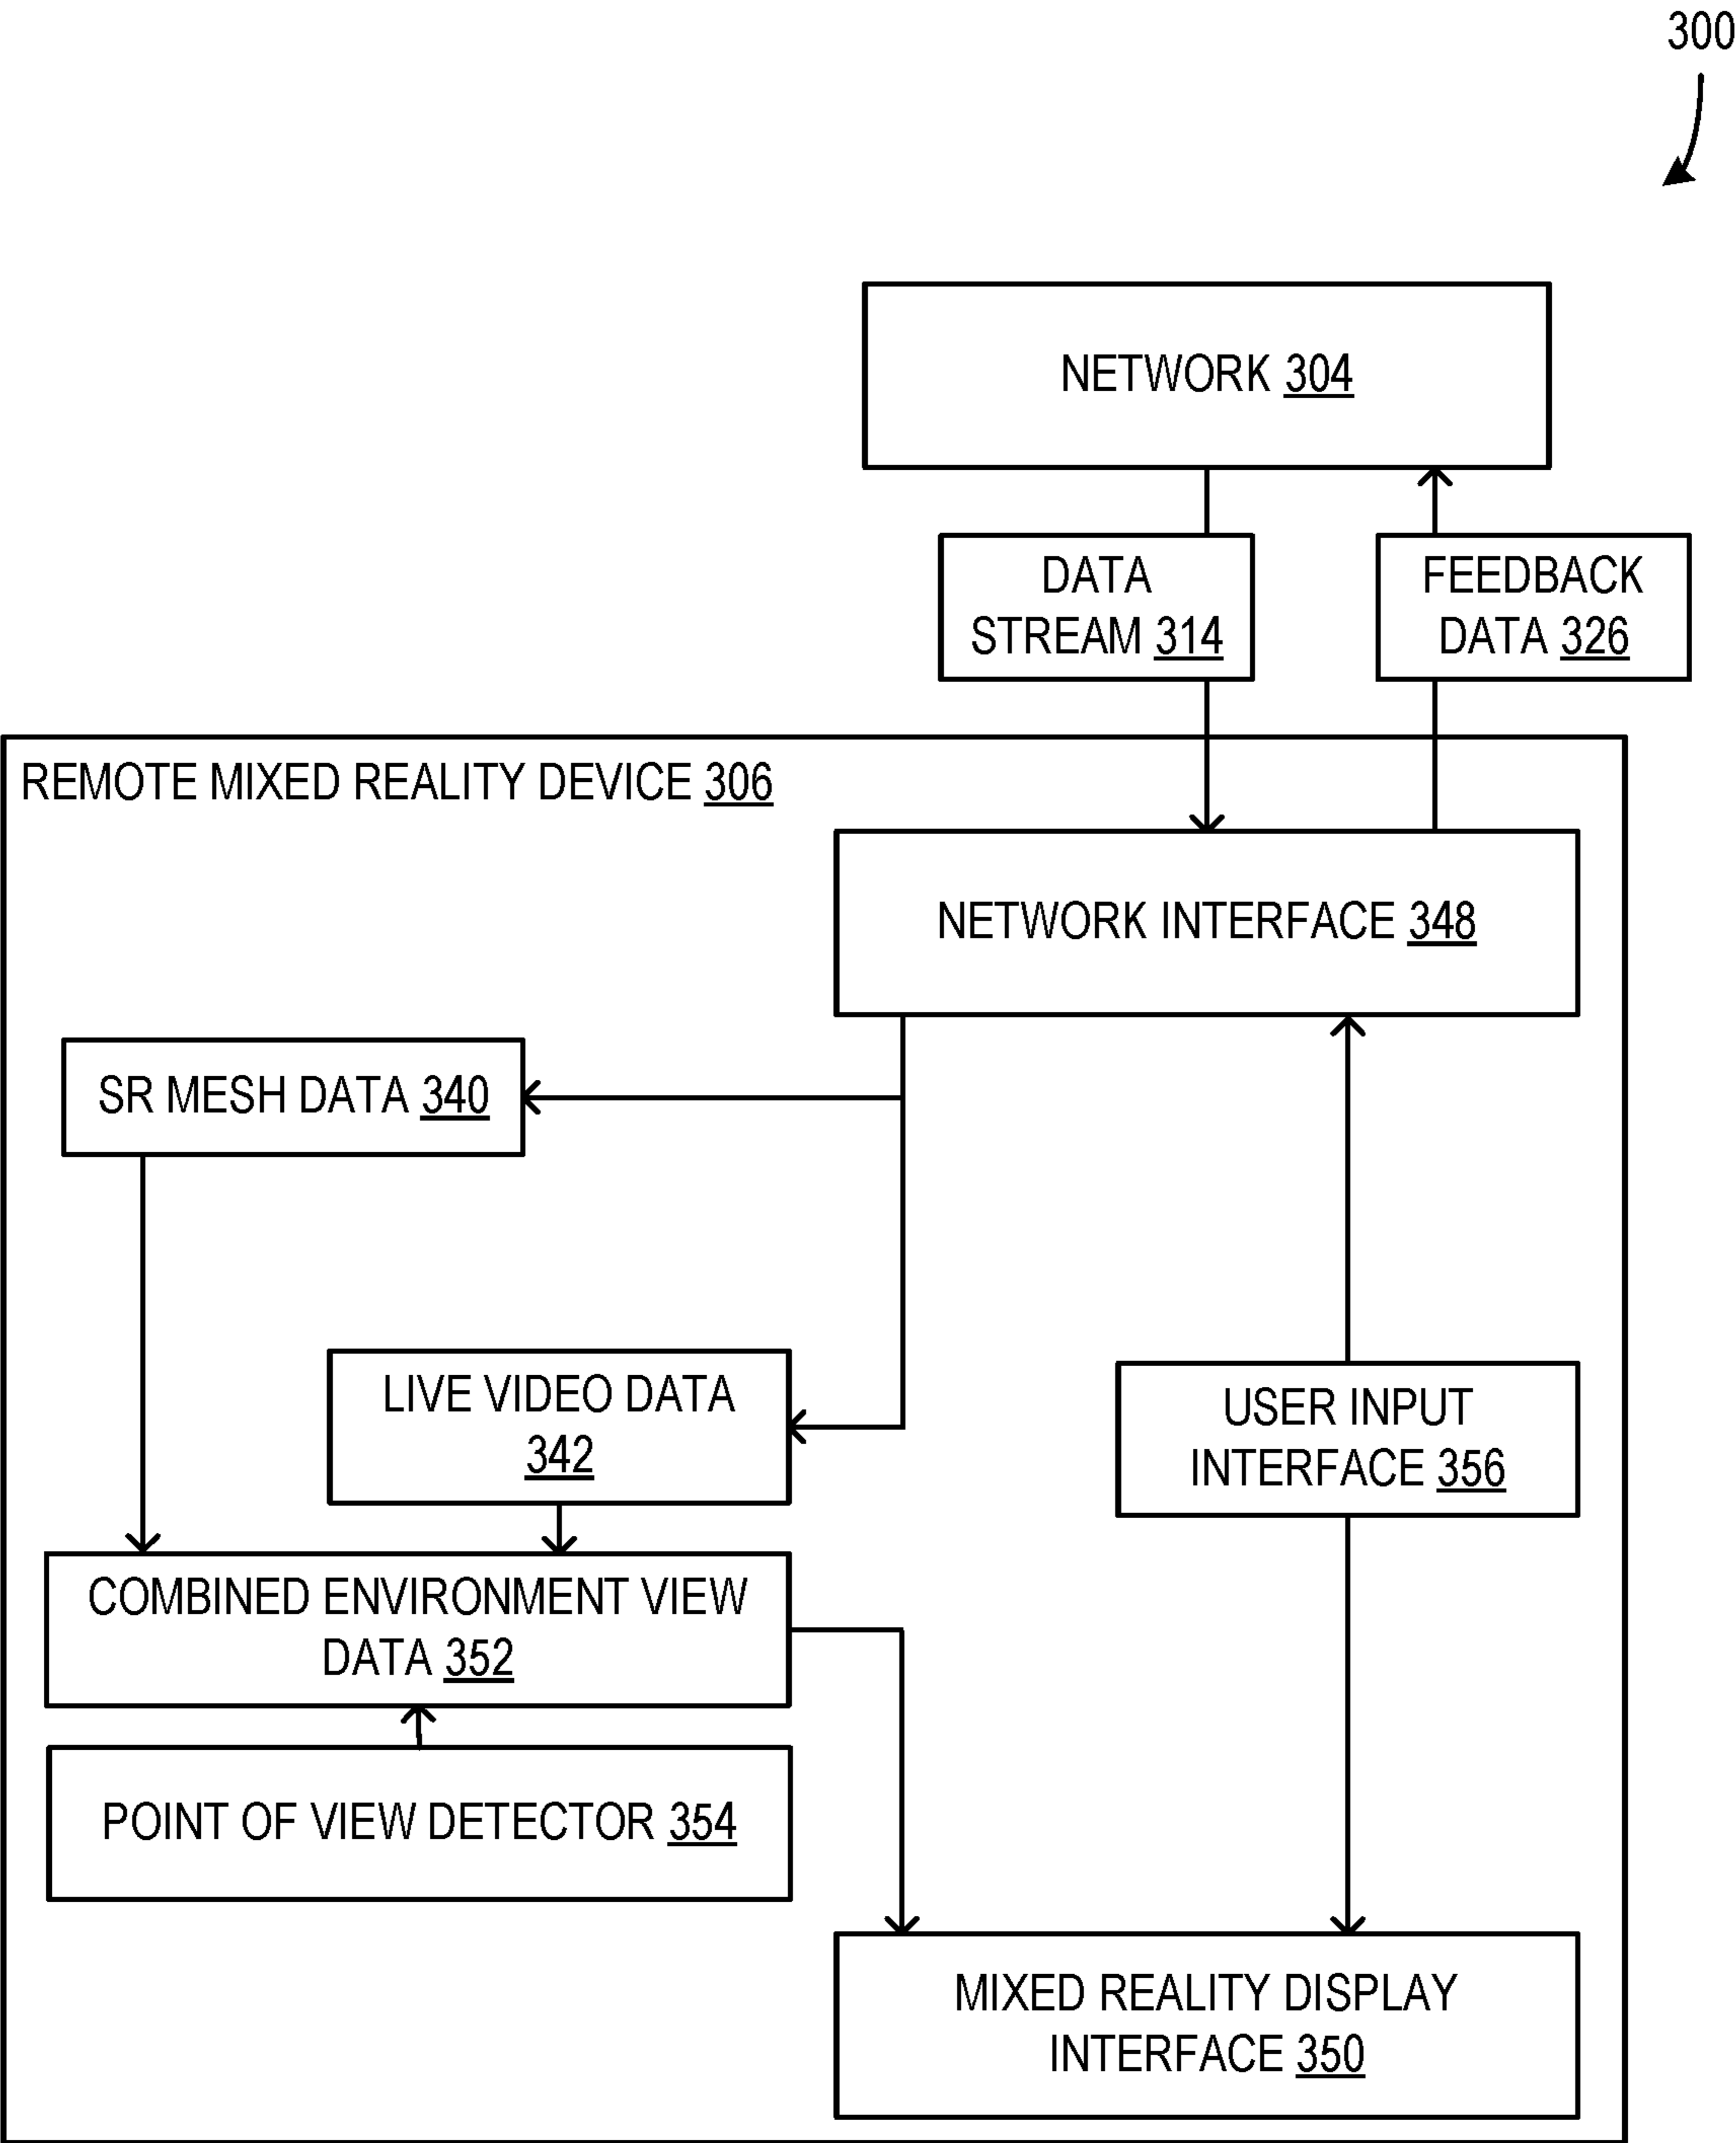 300
NETWORK 304
DATA
STREAM 314
FEEDBACK
DATA 326
REMOTE MIXED REALITY DEVICE 306
NETWORK INTERFACE 348
SR MESH DATA 340
LIVE VIDEO DATA
342
USER INPUT
INTERFACE 356
COMBINED ENVIRONMENT VIEW
DATA 352
POINT OF VIEW DETECTOR 354
MIXED REALITY DISPLAY
INTERFACE 350